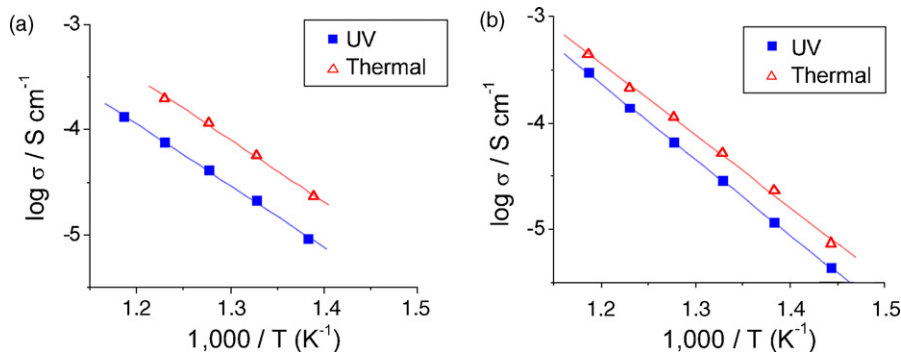 (a)
-3
-4
-5
log σ / S cm⁻¹
UV
Thermal
1.2 1.3 1.4 1.5
1,000 / T (K⁻¹)
(b)
-3
-4
-5
log σ / S cm⁻¹
UV
Thermal
1.2 1.3 1.4 1.5
1,000 / T (K⁻¹)